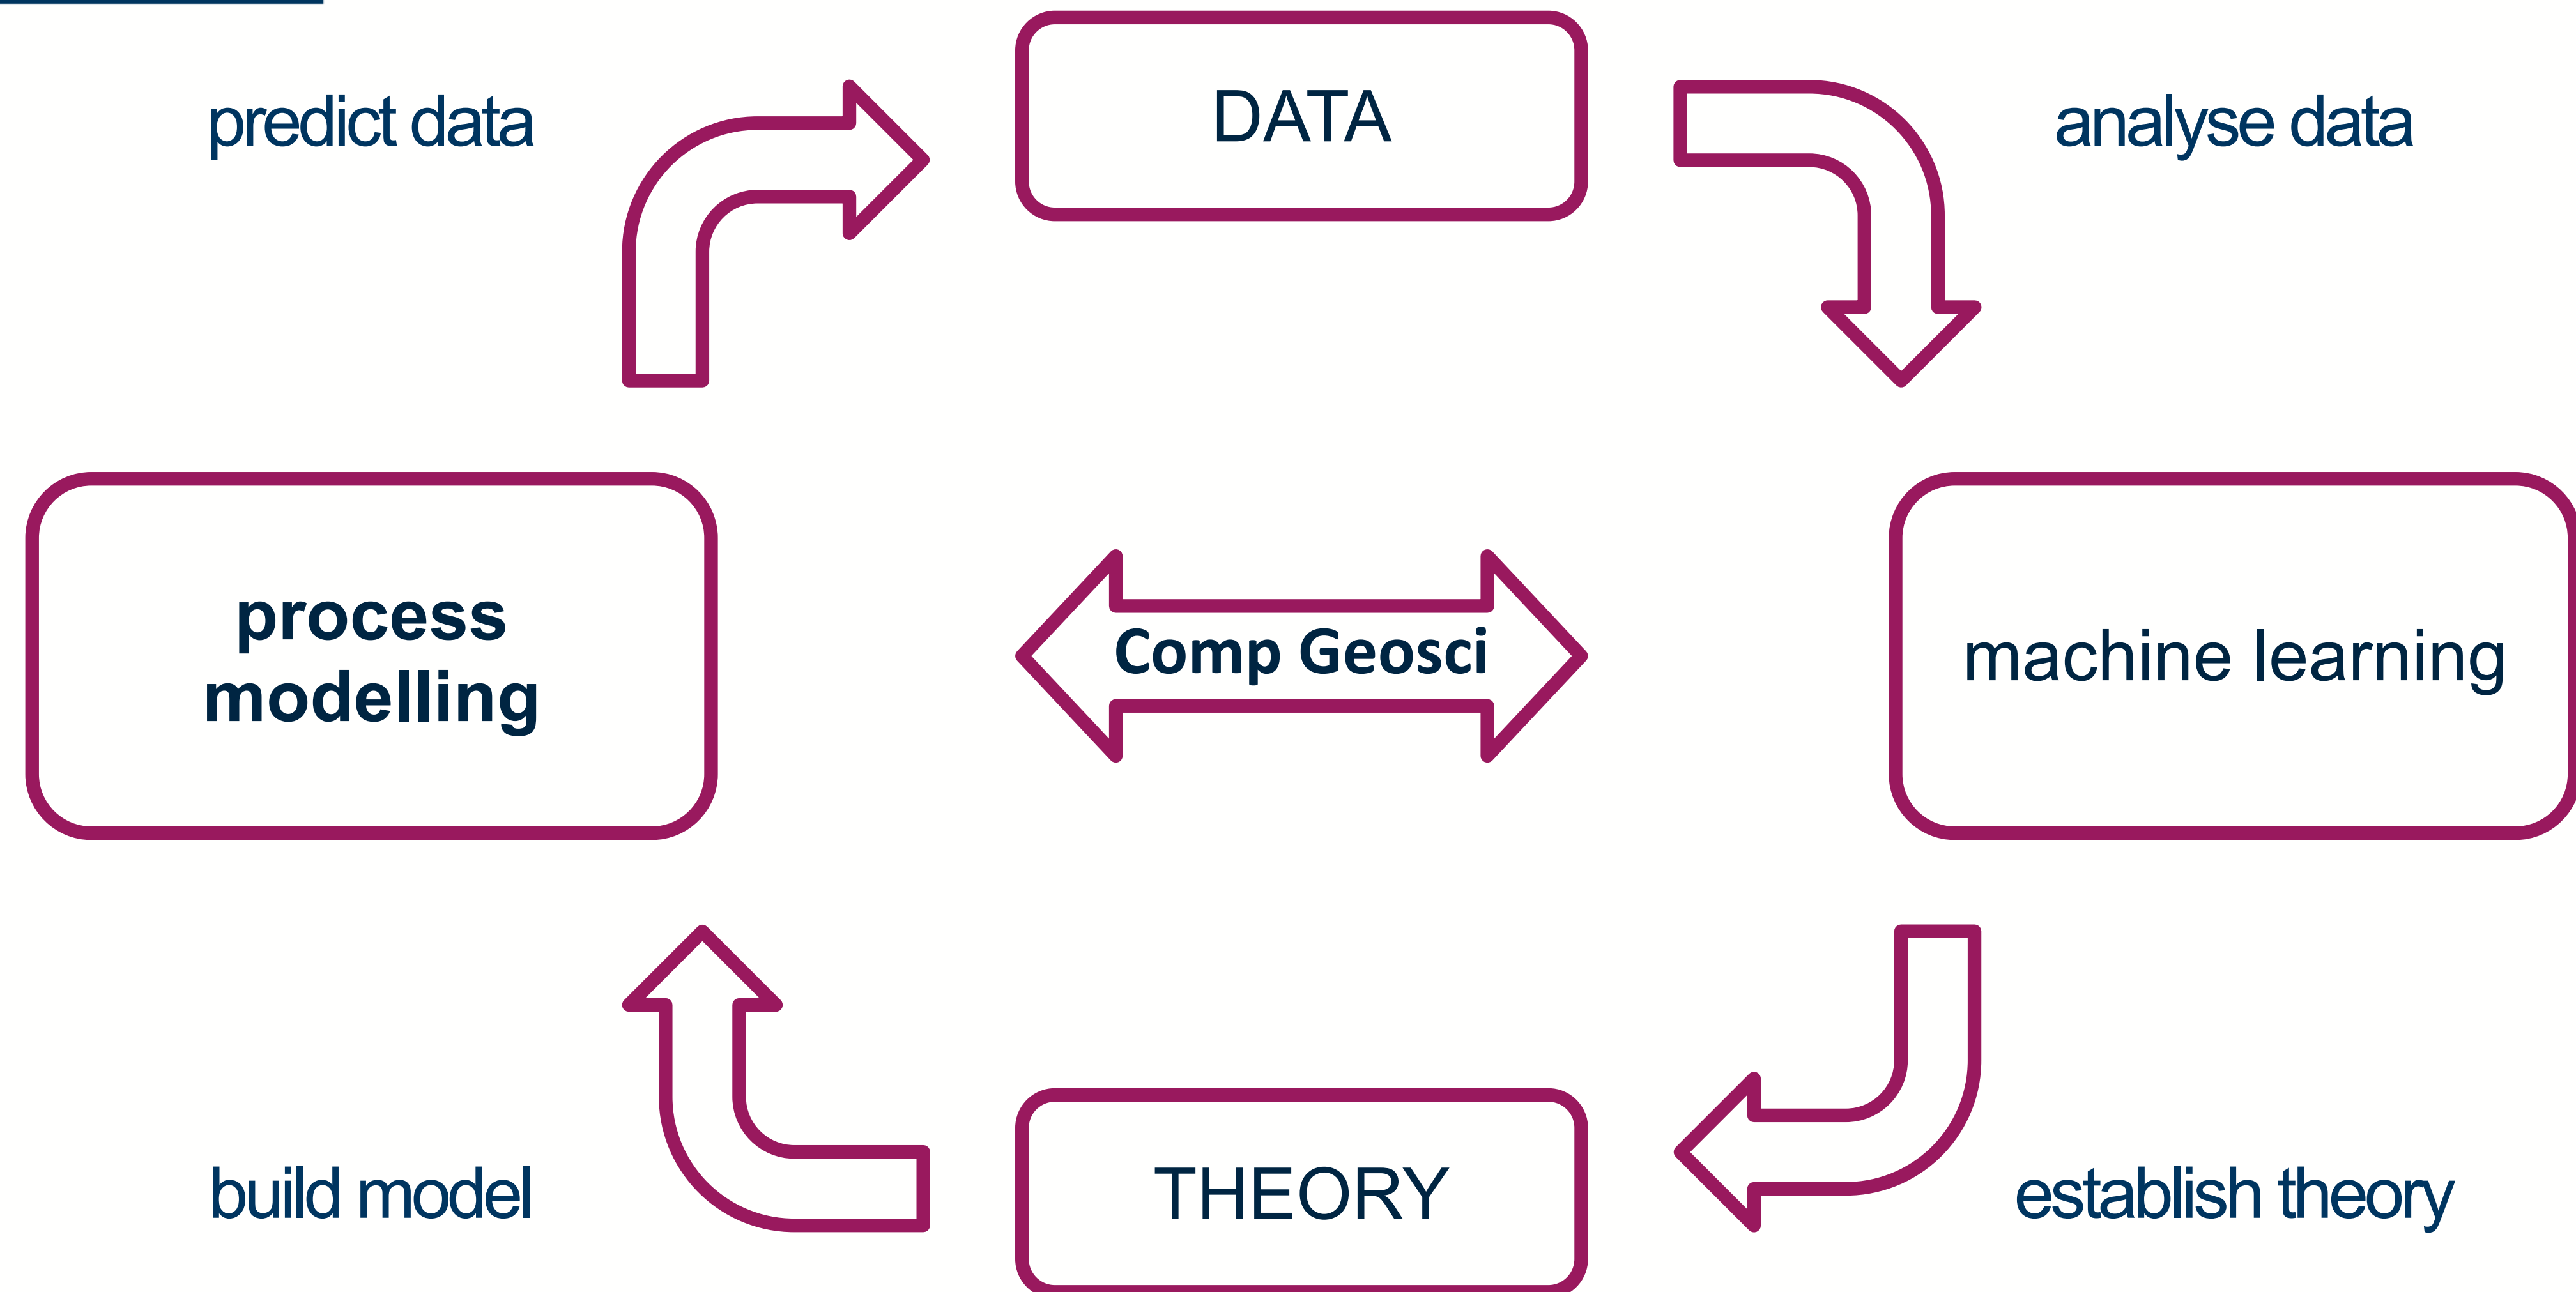 predict data
DATA
analyse data
process
modelling
Comp Geosci
machine learning
build model
THEORY
establish theory